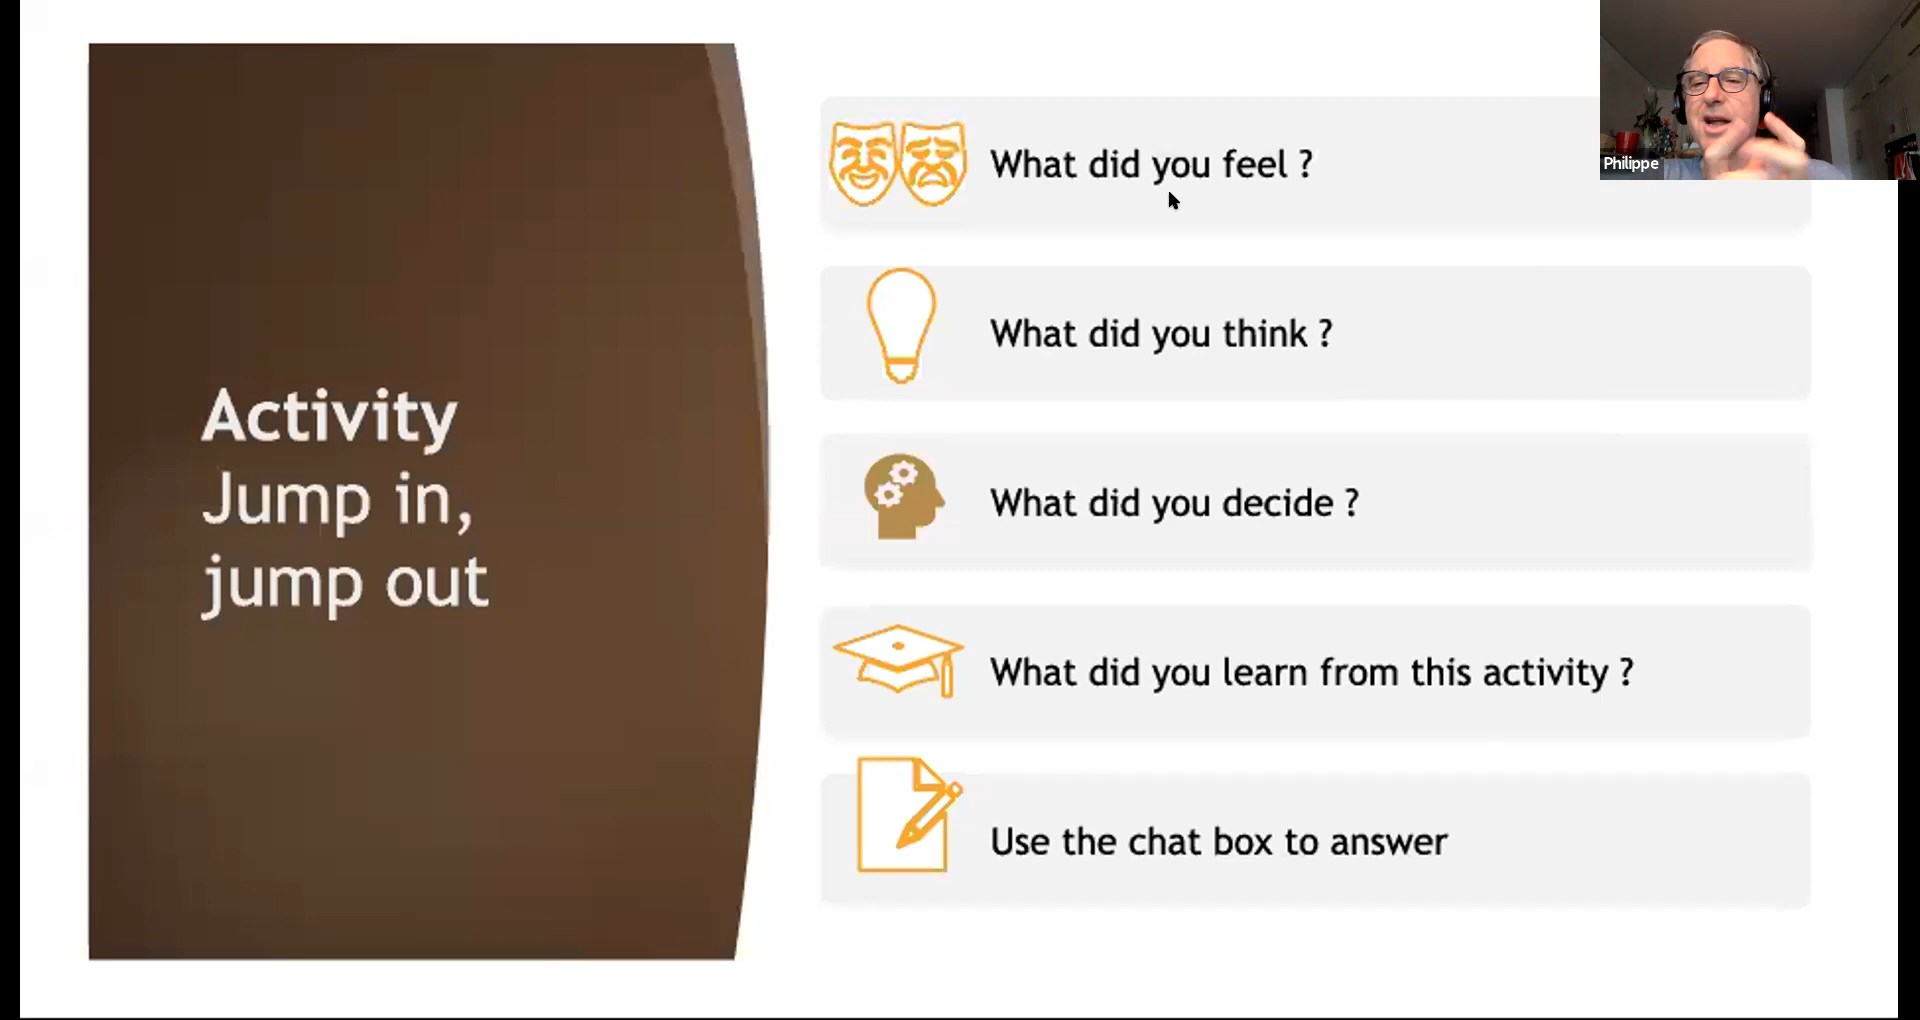 Activity
Jump in,
jump out
What did you feel ?
What did you think ?
What did you decide ?
What did you learn from this activity ?
Use the chat box to answer
Philippe